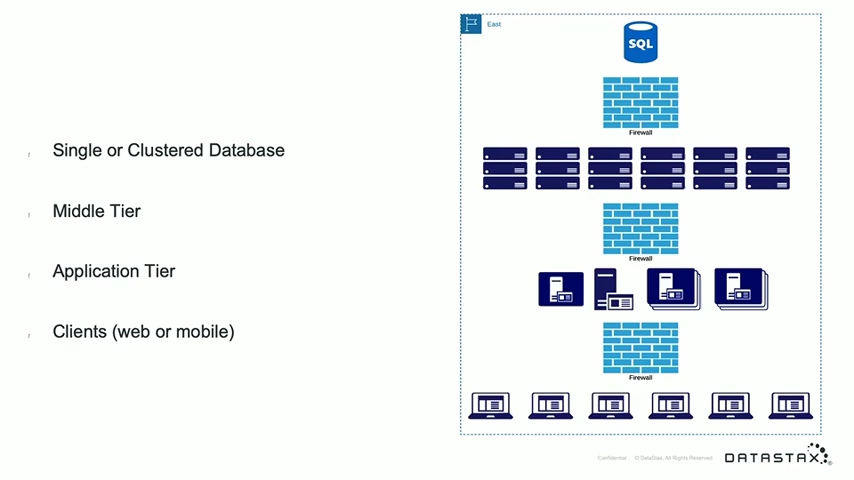 Single or Clustered Database
Middle Tier
Application Tier
Clients (web or mobile)
East
SQL
Firewall
Firewall
Firewall
Confidential © DataStax, All Rights Reserved
DATASTAX